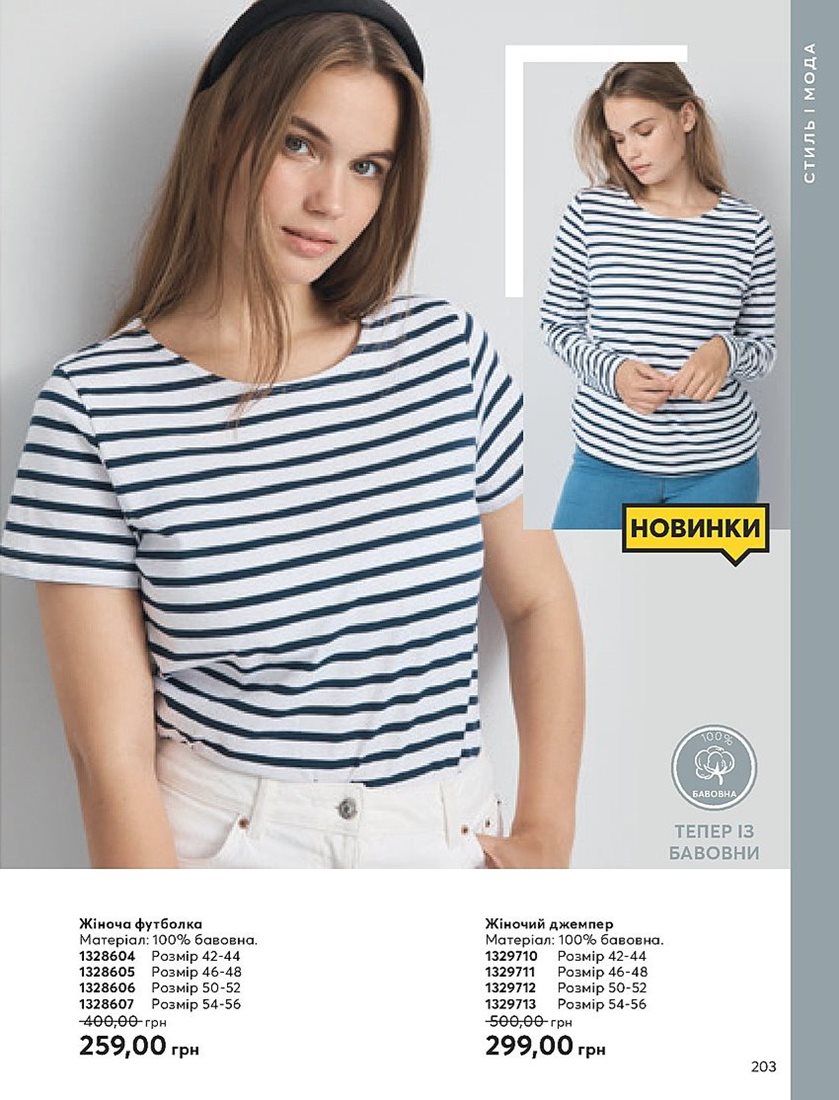 СТИЛЬ І МОДА
НОВИНКИ
100%
БАВОВНА
ТЕПЕР ІЗ
БАВОВНИ
Жіноча футболка
Матеріал: 100% бавовна.
1328604 Розмір 42-44
1328605 Розмір 46-48
1328606 Розмір 50-52
1328607 Розмір 54-56
400,00 грн
259,00 грн
Жіночий джемпер
Матеріал: 100% бавовна.
1329710 Розмір 42-44
1329711 Розмір 46-48
1329712 Розмір 50-52
1329713 Розмір 54-56
500,00 грн
299,00 грн
203